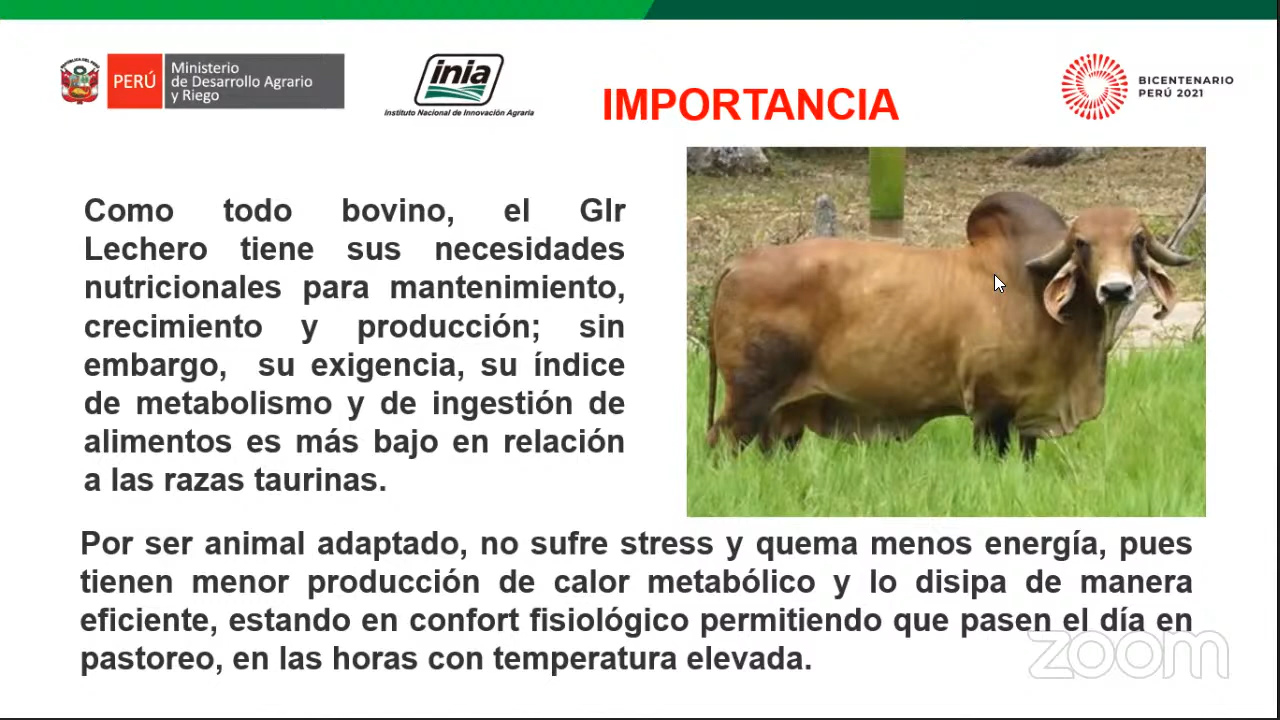 PERÚ
Ministerio
de Desarrollo Agrario
y Riego
inia
Instituto Nacional de Innovación Agraria
IMPORTANCIA
BICENTENARIO
PERÚ 2021
Como todo bovino, el GIr
Lechero tiene sus necesidades
nutricionales para mantenimiento,
crecimiento y producción; sin
embargo, su exigencia, su índice
de metabolismo y de ingestión de
alimentos es más bajo en relación
a las razas taurinas.
Por ser animal adaptado, no sufre stress y quema menos energía, pues
tienen menor producción de calor metabólico y lo disipa de manera
eficiente, estando en confort fisiológico permitiendo que pasen el día en
pastoreo, en las horas con temperatura elevada.
zoom